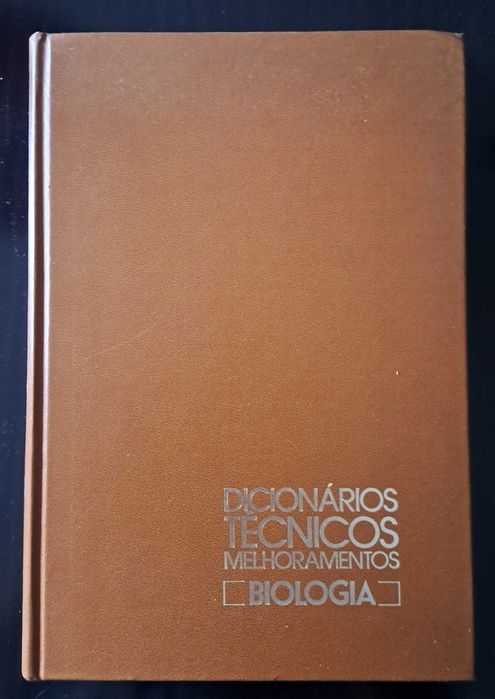 DICIONÁRIOS
TÉCNICOS
MELHORAMENTOS
[BIOLOGIA]